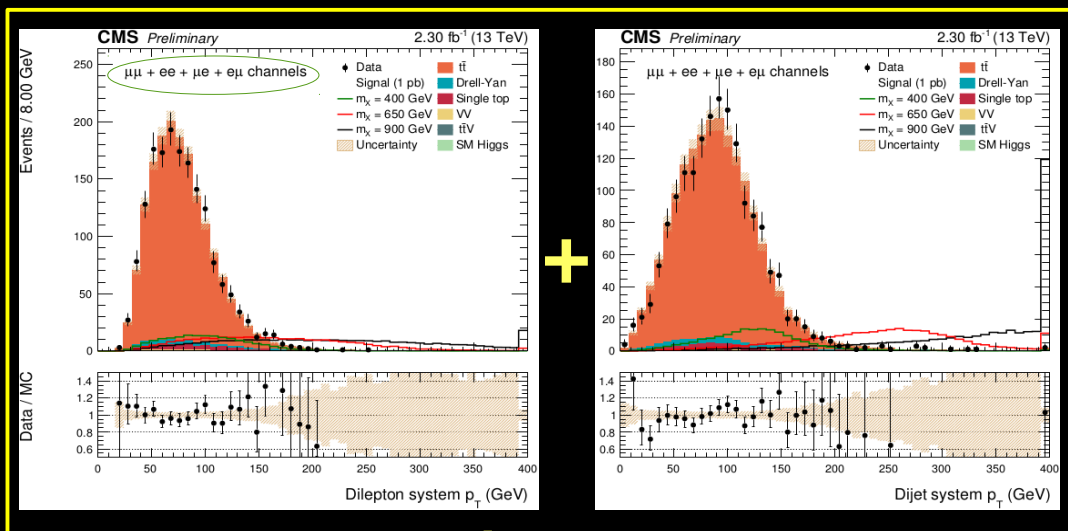 CMS Preliminary 2.30 fb⁻¹ (13 TeV)
Events / 8.00 GeV
μμ + ee + μe + eμ channels
Data
Signal (1 pb)
m_X = 400 GeV
m_X = 650 GeV
m_X = 900 GeV
Uncertainty
tt̄
Drell-Yan
Single top
VV
tt̄V
SM Higgs
250
200
150
100
50
0
Data / MC
1.4
1.2
1
0.8
0.6
0 50 100 150 200 250 300 350 400
Dilepton system p_T (GeV)
+
CMS Preliminary 2.30 fb⁻¹ (13 TeV)
μμ + ee + μe + eμ channels
Data
Signal (1 pb)
m_X = 400 GeV
m_X = 650 GeV
m_X = 900 GeV
Uncertainty
tt̄
Drell-Yan
Single top
VV
tt̄V
SM Higgs
180
160
140
120
100
80
60
40
20
0
1.4
1.2
1
0.8
0.6
0 50 100 150 200 250 300 350 400
Dijet system p_T (GeV)